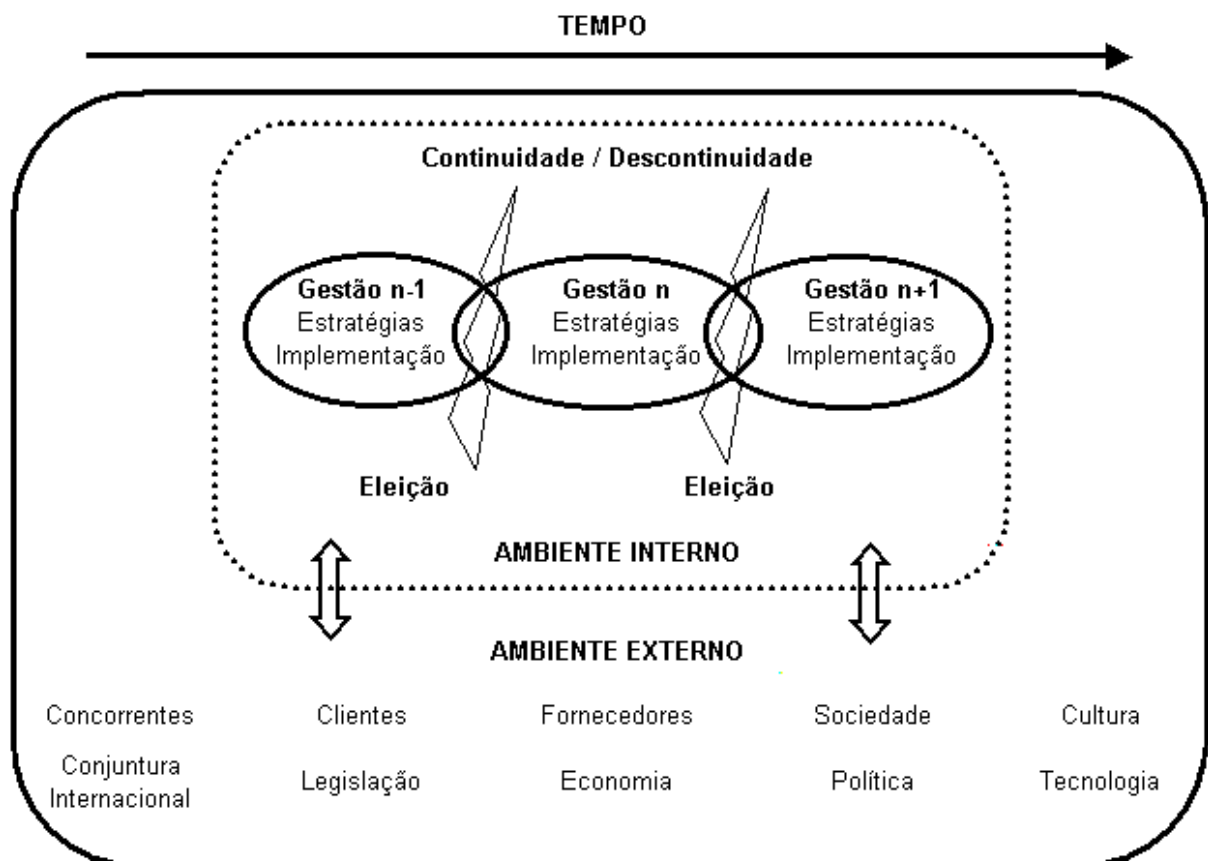 TEMPO
Continuidade / Descontinuidade
Gestão n-1
Estratégias
Implementação
Gestão n
Estratégias
Implementação
Gestão n+1
Estratégias
Implementação
Eleição
Eleição
AMBIENTE INTERNO
AMBIENTE EXTERNO
Concorrentes
Clientes
Fornecedores
Sociedade
Cultura
Conjuntura
Internacional
Legislação
Economia
Política
Tecnologia